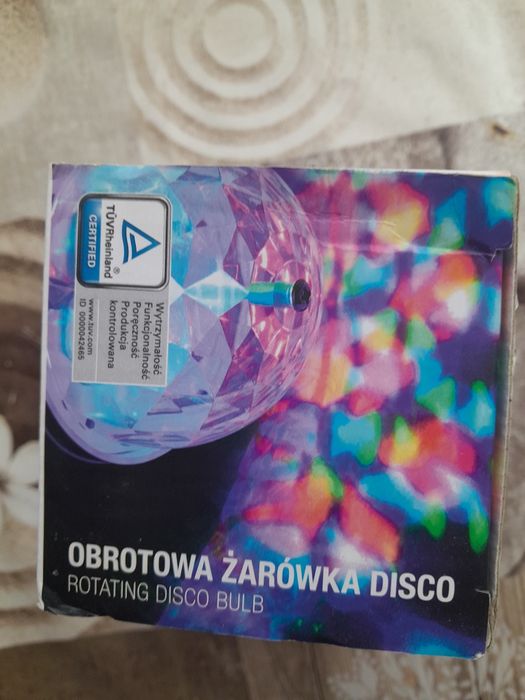 TÜVRheinland®
CERTIFIED
Wytrzymałość
Funkcjonalność
Poręczność
Produkcja
kontrolowana
www.tuv.com
ID 0000042465
OBROTOWA ŻARÓWKA DISCO
ROTATING DISCO BULB